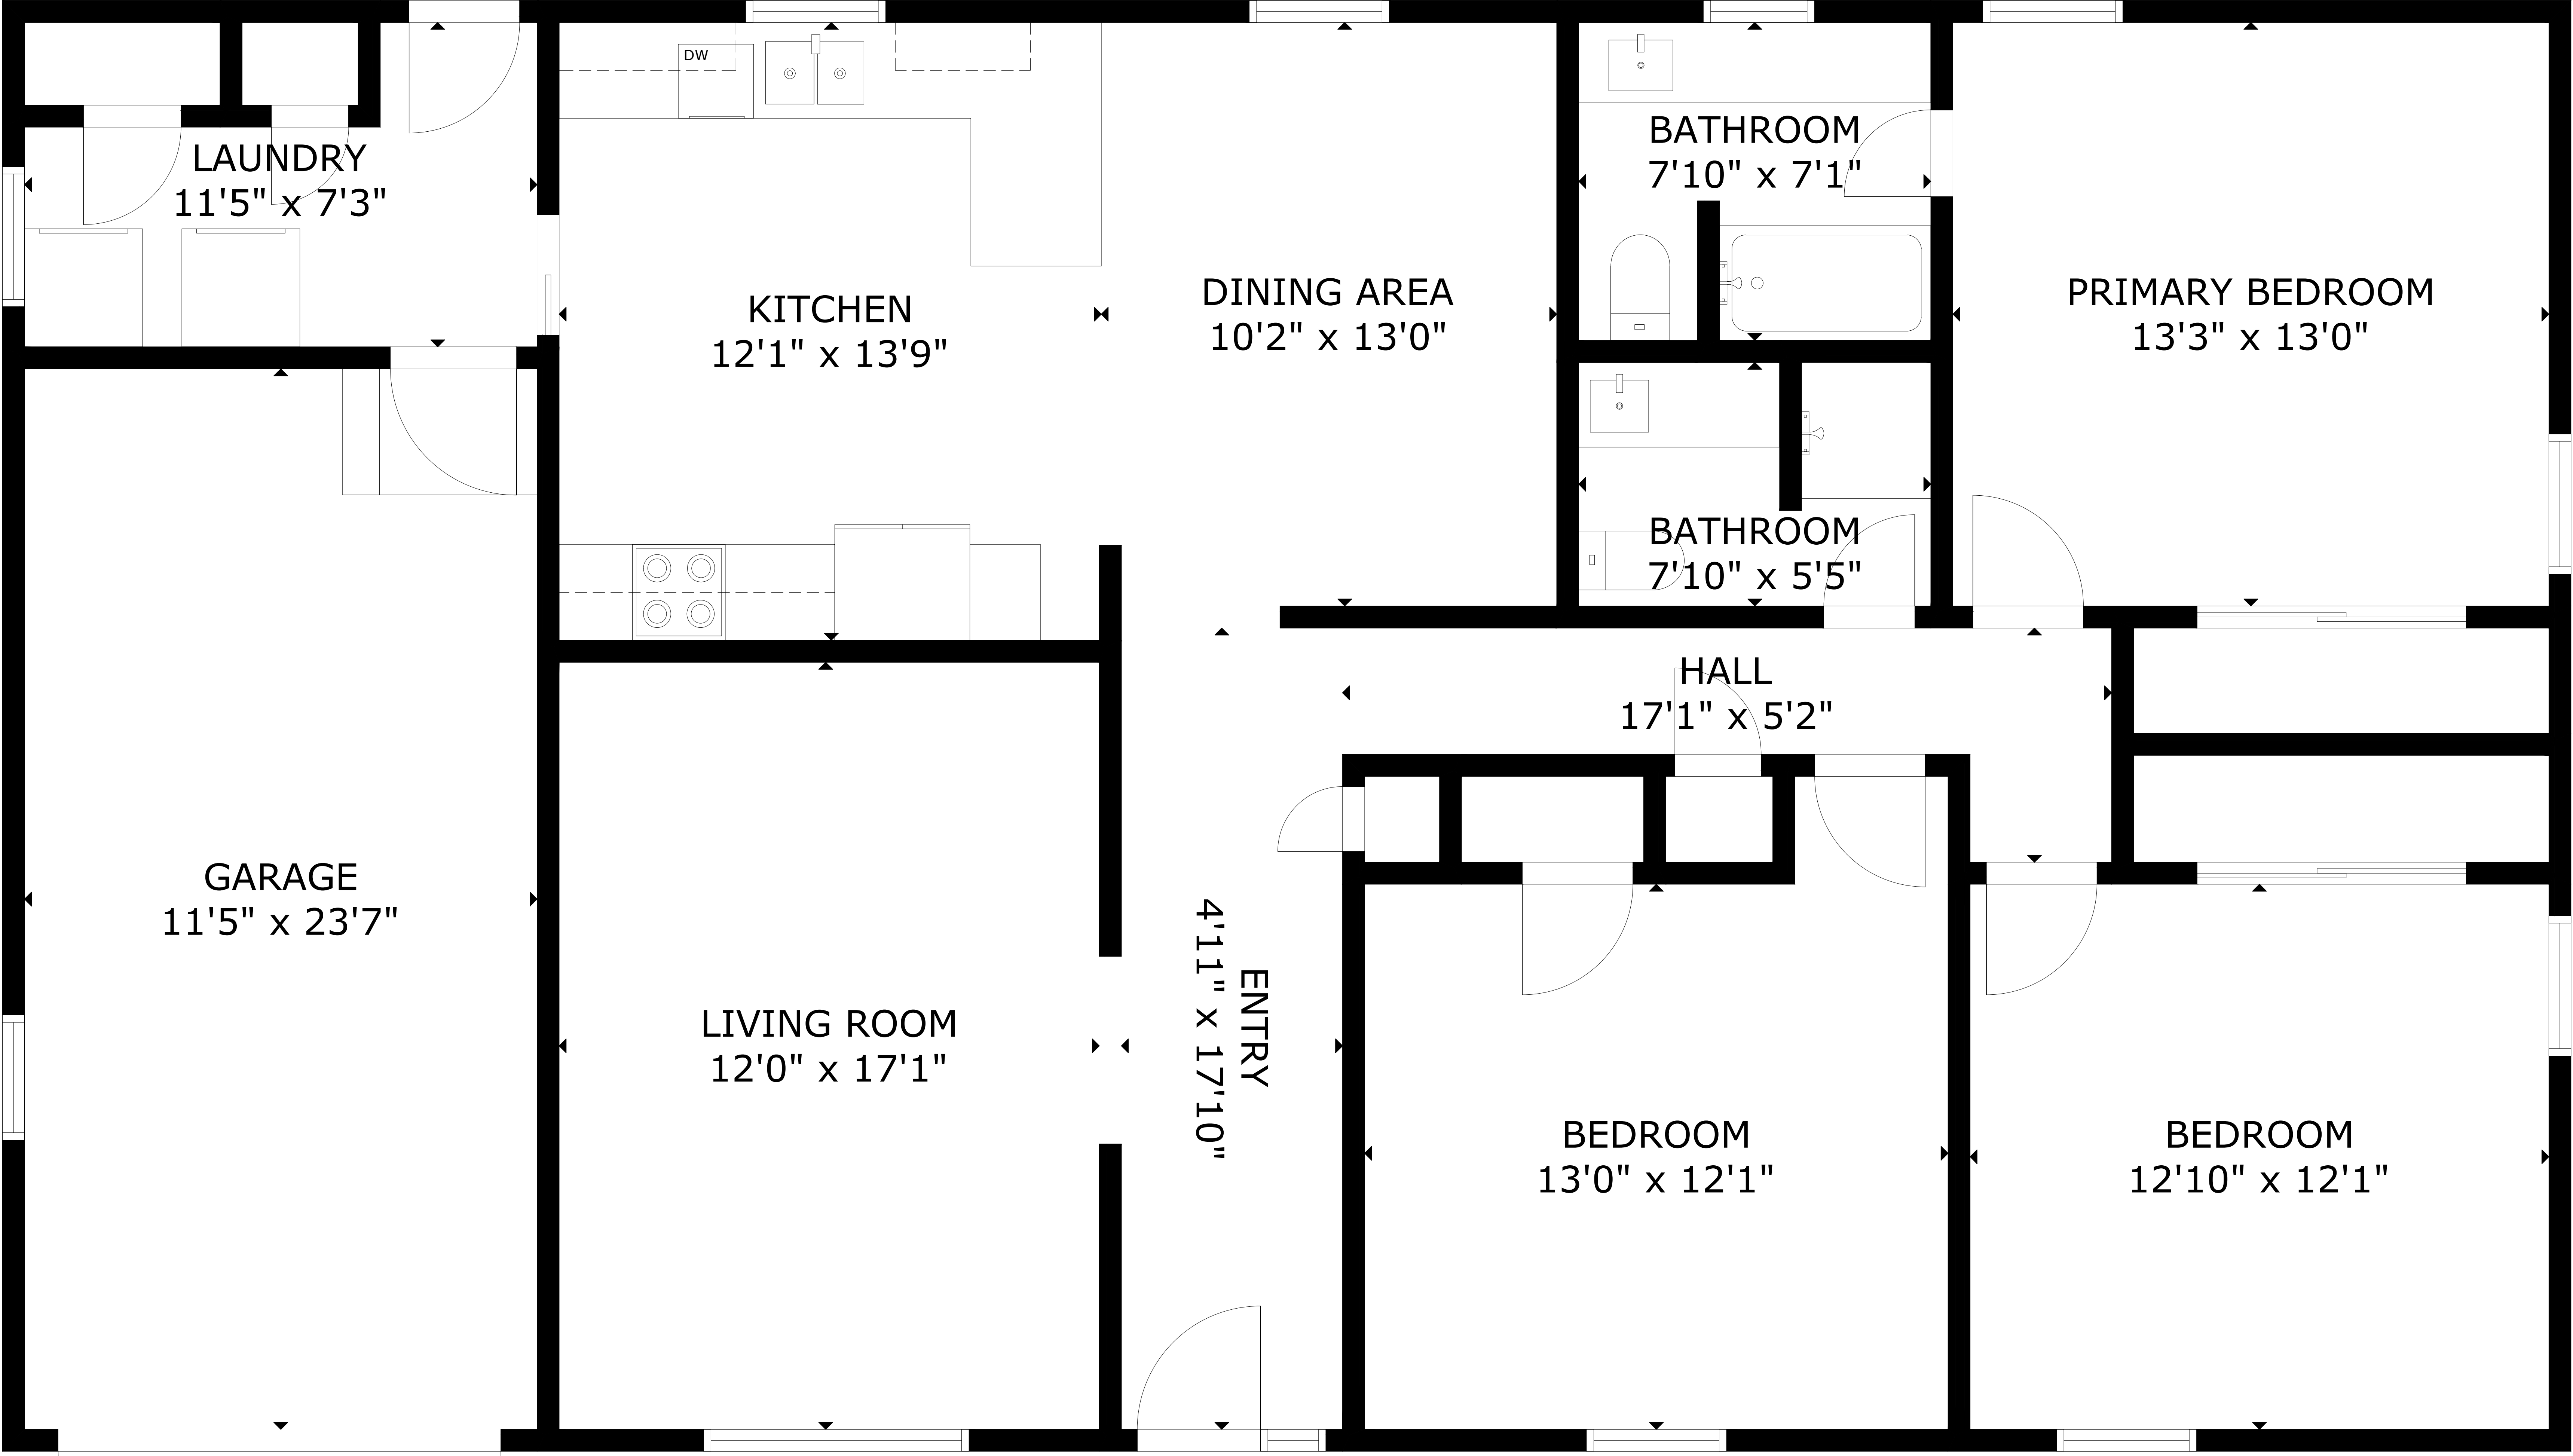 DW
LAUNDRY
11'5" x 7'3"
KITCHEN
12'1" x 13'9"
DINING AREA
10'2" x 13'0"
BATHROOM
7'10" x 7'1"
PRIMARY BEDROOM
13'3" x 13'0"
BATHROOM
7'10" x 5'5"
HALL
17'1" x 5'2"
GARAGE
11'5" x 23'7"
LIVING ROOM
12'0" x 17'1"
ENTRY
4'11" x 17'10"
BEDROOM
13'0" x 12'1"
BEDROOM
12'10" x 12'1"